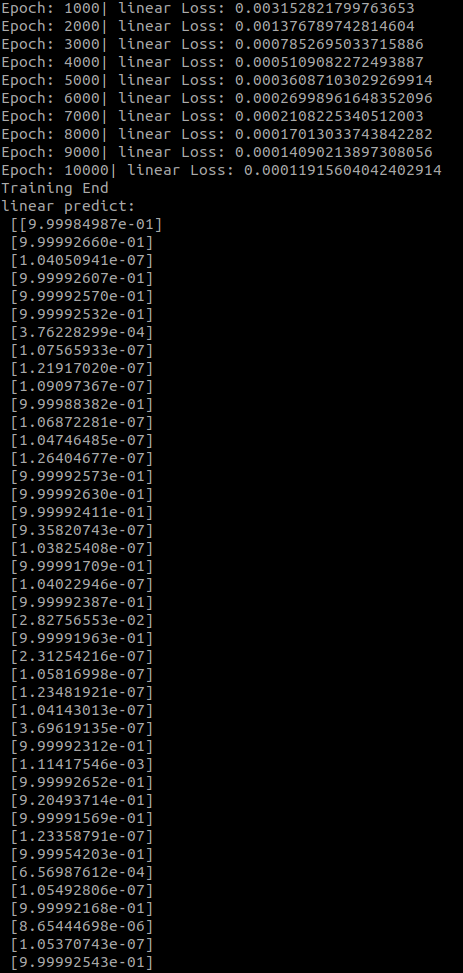 Epoch: 1000| linear Loss: 0.003152821799763653
Epoch: 2000| linear Loss: 0.001376789742814604
Epoch: 3000| linear Loss: 0.0007852695033715886
Epoch: 4000| linear Loss: 0.0005109082272493887
Epoch: 5000| linear Loss: 0.00036087103029269914
Epoch: 6000| linear Loss: 0.00026998961648352096
Epoch: 7000| linear Loss: 0.0002108225340512003
Epoch: 8000| linear Loss: 0.00017013033743842282
Epoch: 9000| linear Loss: 0.00014090213897308056
Epoch: 10000| linear Loss: 0.00011915604042402914
Training End
linear predict:
[[9.99984987e-01]
[9.99992660e-01]
[1.04050941e-07]
[9.99992607e-01]
[9.99992570e-01]
[9.99992532e-01]
[3.76228299e-04]
[1.07565933e-07]
[1.21917020e-07]
[1.09097367e-07]
[9.99988382e-01]
[1.06872281e-07]
[1.04746485e-07]
[1.26404677e-07]
[9.99992573e-01]
[9.99992630e-01]
[9.99992411e-01]
[9.35820743e-07]
[1.03825408e-07]
[9.99991709e-01]
[1.04022946e-07]
[9.99992387e-01]
[2.82756553e-02]
[9.99991963e-01]
[2.31254216e-07]
[1.05816998e-07]
[1.23481921e-07]
[1.04143013e-07]
[3.69619135e-07]
[9.99992312e-01]
[1.11417546e-03]
[9.99992652e-01]
[9.20493714e-01]
[9.99991569e-01]
[1.23358791e-07]
[9.99954203e-01]
[6.56987612e-04]
[1.05492806e-07]
[9.99992168e-01]
[8.65444698e-06]
[1.05370743e-07]
[9.99992543e-01]